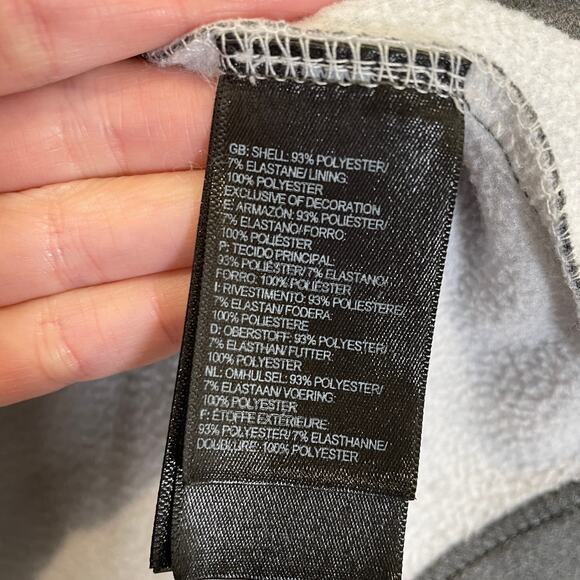 GB: SHELL: 93% POLYESTER/
7% ELASTANE/ LINING:
100% POLYESTER
EXCLUSIVE OF DECORATION
E: ARMAZÓN: 93% POLIÉSTER/
7% ELASTANO/ FORRO:
100% POLIÉSTER
P: TECIDO PRINCIPAL:
93% POLIÉSTER/ 7% ELASTANO/
FORRO: 100% POLIÉSTER
I: RIVESTIMENTO: 93% POLIESTERE/
7% ELASTAN/ FODERA:
100% POLIESTERE
D: OBERSTOFF: 93% POLYESTER/
7% ELASTHAN/ FUTTER:
100% POLYESTER
NL: OMHULSEL: 93% POLYESTER/
7% ELASTAAN/ VOERING:
100% POLYESTER
F: ÉTOFFE EXTÉRIEURE:
93% POLYESTER/ 7% ELASTHANNE/
DOUBLURE: 100% POLYESTER